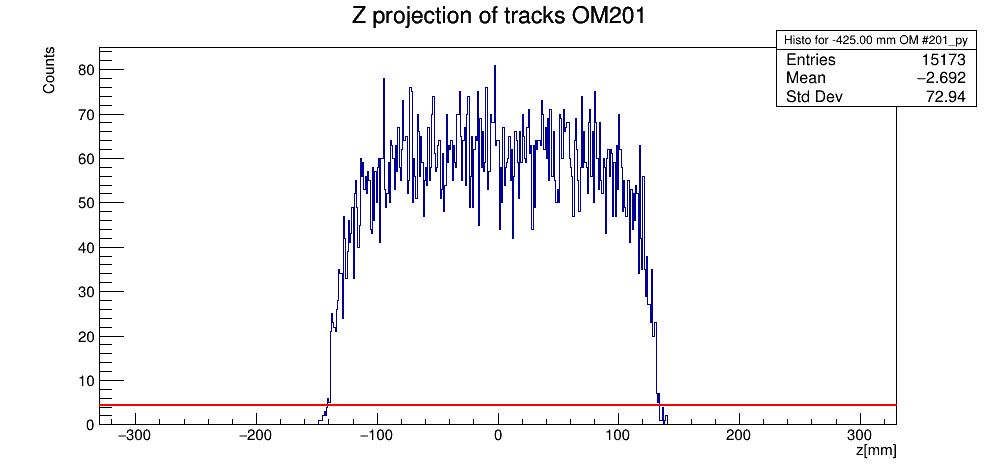 Z projection of tracks OM201
Histo for -425.00 mm OM #201_py
Entries 15173
Mean −2.692
Std Dev 72.94
Counts
80
70
60
50
40
30
20
10
0
−300 −200 −100 0 100 200 300
z[mm]